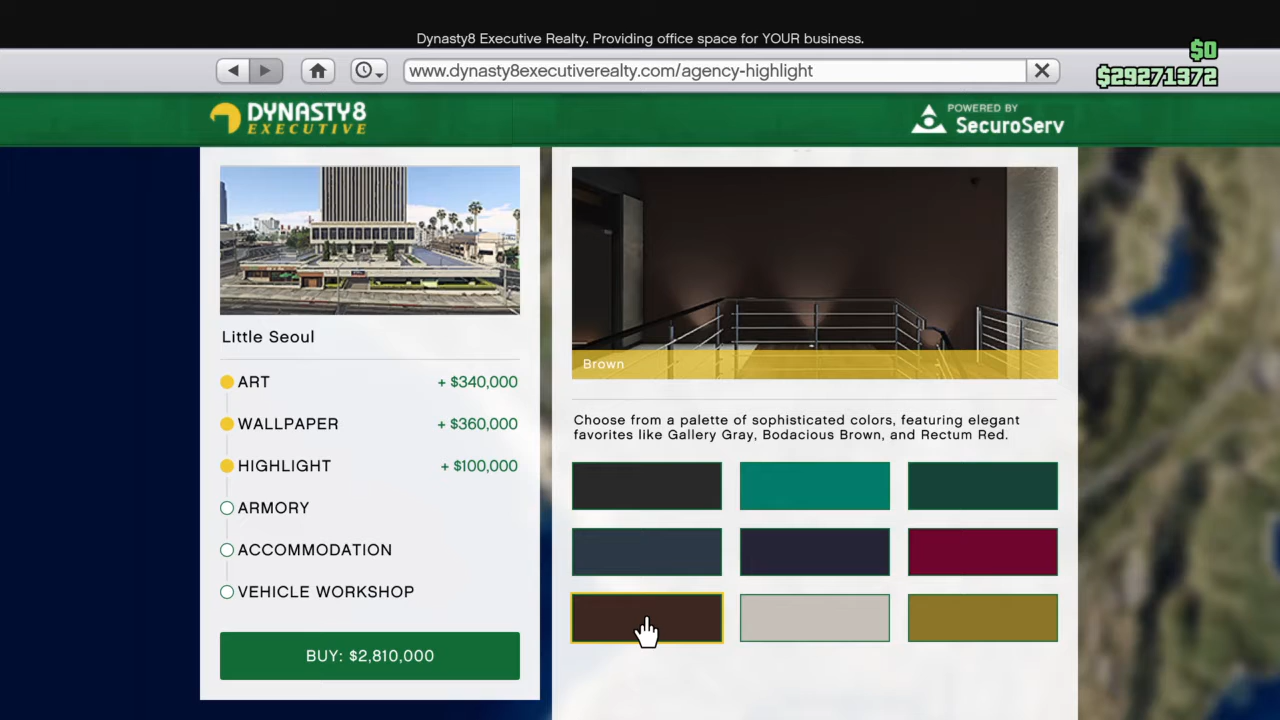 Dynasty8 Executive Realty. Providing office space for YOUR business.
$0
www.dynasty8executiverealty.com/agency-highlight
$29271372
DYNASTY8
EXECUTIVE
POWERED BY
SecuroServ
Little Seoul
ART + $340,000
WALLPAPER + $360,000
HIGHLIGHT + $100,000
ARMORY
ACCOMMODATION
VEHICLE WORKSHOP
BUY: $2,810,000
Brown
Choose from a palette of sophisticated colors, featuring elegant
favorites like Gallery Gray, Bodacious Brown, and Rectum Red.